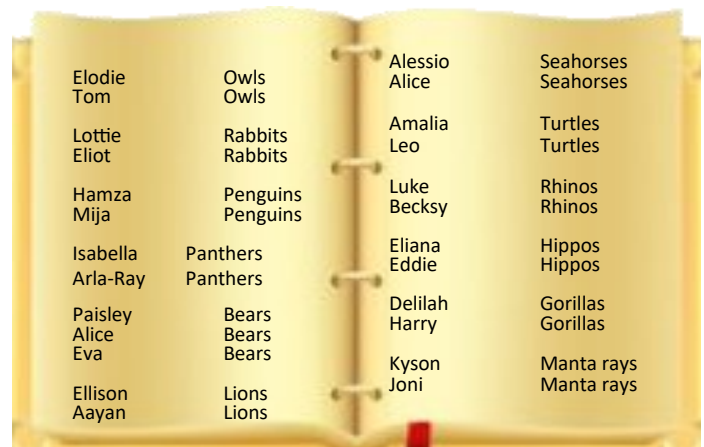 Elodie Owls
Tom Owls
Lottie Rabbits
Eliot Rabbits
Hamza Penguins
Mija Penguins
Isabella Panthers
Arla-Ray Panthers
Paisley Bears
Alice Bears
Eva Bears
Ellison Lions
Aayan Lions
Alessio Seahorses
Alice Seahorses
Amalia Turtles
Leo Turtles
Luke Rhinos
Becksy Rhinos
Eliana Hippos
Eddie Hippos
Delilah Gorillas
Harry Gorillas
Kyson Manta rays
Joni Manta rays